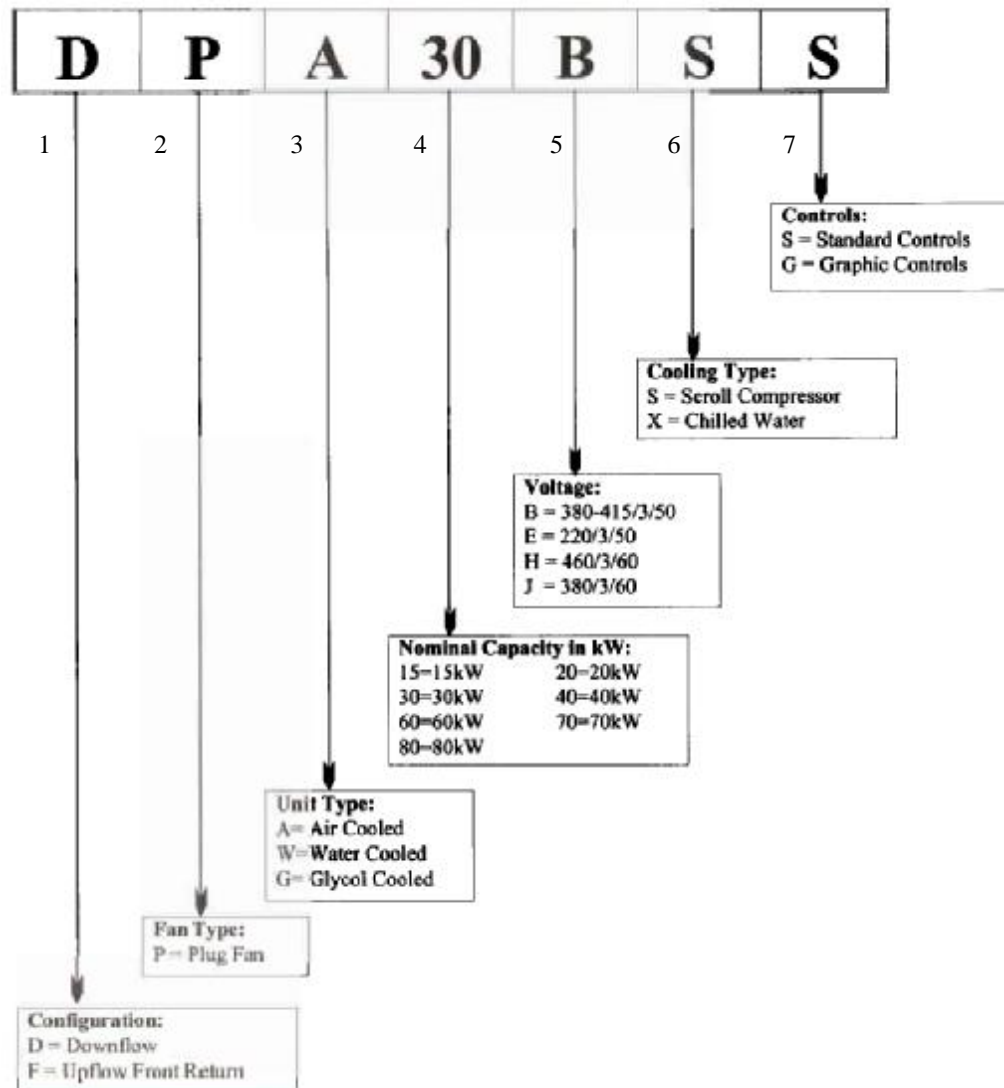 D P A 30 B S S
1 2 3 4 5 6 7
Controls:
S = Standard Controls
G = Graphic Controls
Cooling Type:
S = Scroll Compressor
X = Chilled Water
Voltage:
B = 380-415/3/50
E = 220/3/50
H = 460/3/60
J = 380/3/60
Nominal Capacity in kW:
15=15kW 20=20kW
30=30kW 40=40kW
60=60kW 70=70kW
80=80kW
Unit Type:
A= Air Cooled
W=Water Cooled
G= Glycol Cooled
Fan Type:
P = Plug Fan
Configuration:
D = Downflow
F = Upflow Front Return